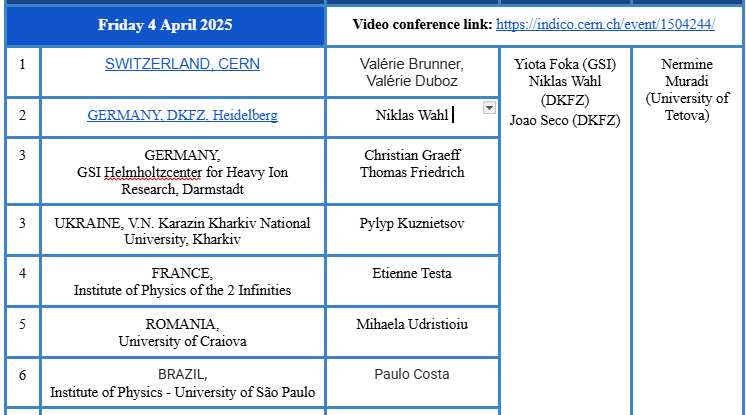 Friday 4 April 2025
Video conference link: https://indico.cern.ch/event/1504244/
1
SWITZERLAND, CERN
Valérie Brunner,
Valérie Duboz
Yiota Foka (GSI)
Niklas Wahl
(DKFZ)
Joao Seco (DKFZ)
Nermine
Muradi
(University of
Tetova)
2
GERMANY, DKFZ, Heidelberg
Niklas Wahl
3
GERMANY,
GSI Helmholtzcenter for Heavy Ion
Research, Darmstadt
Christian Graeff
Thomas Friedrich
3
UKRAINE, V.N. Karazin Kharkiv National
University, Kharkiv
Pylyp Kuznietsov
4
FRANCE,
Institute of Physics of the 2 Infinities
Etienne Testa
5
ROMANIA,
University of Craiova
Mihaela Udristioiu
6
BRAZIL,
Institute of Physics - University of São Paulo
Paulo Costa